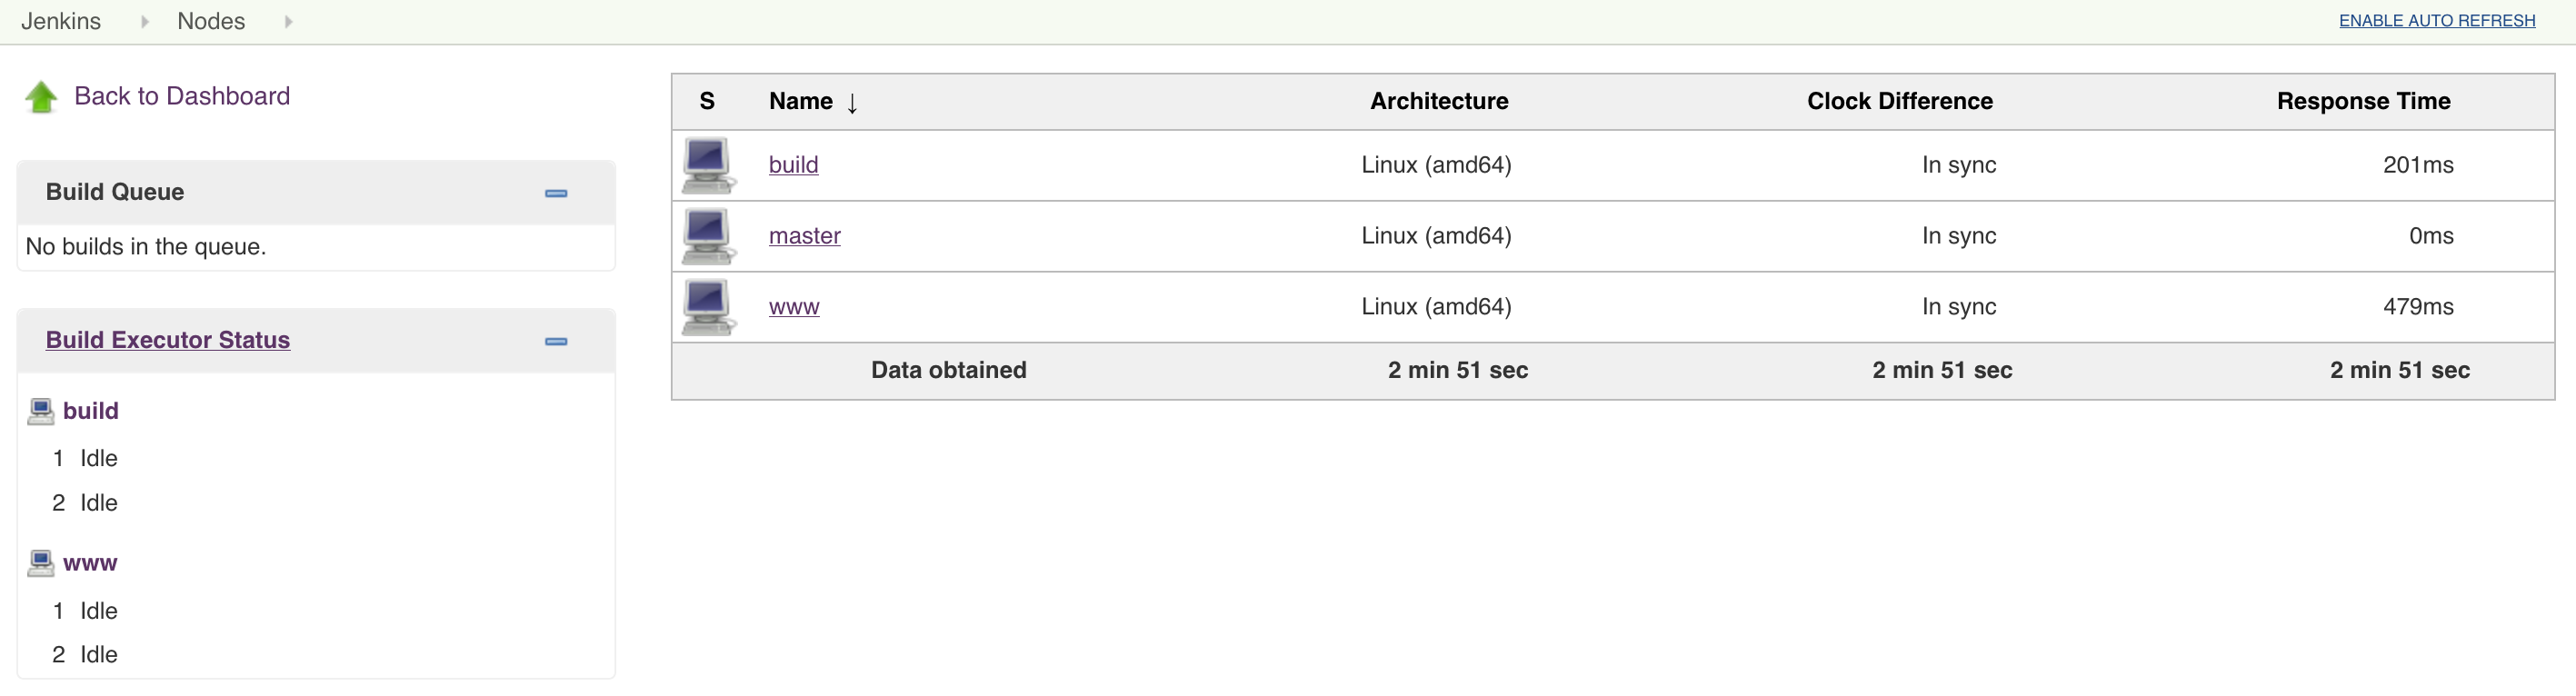 Jenkins Nodes ENABLE AUTO REFRESH
Back to Dashboard
Build Queue
No builds in the queue.
Build Executor Status
build
1 Idle
2 Idle
www
1 Idle
2 Idle
S Name ↓ Architecture Clock Difference Response Time
build Linux (amd64) In sync 201ms
master Linux (amd64) In sync 0ms
www Linux (amd64) In sync 479ms
Data obtained 2 min 51 sec 2 min 51 sec 2 min 51 sec